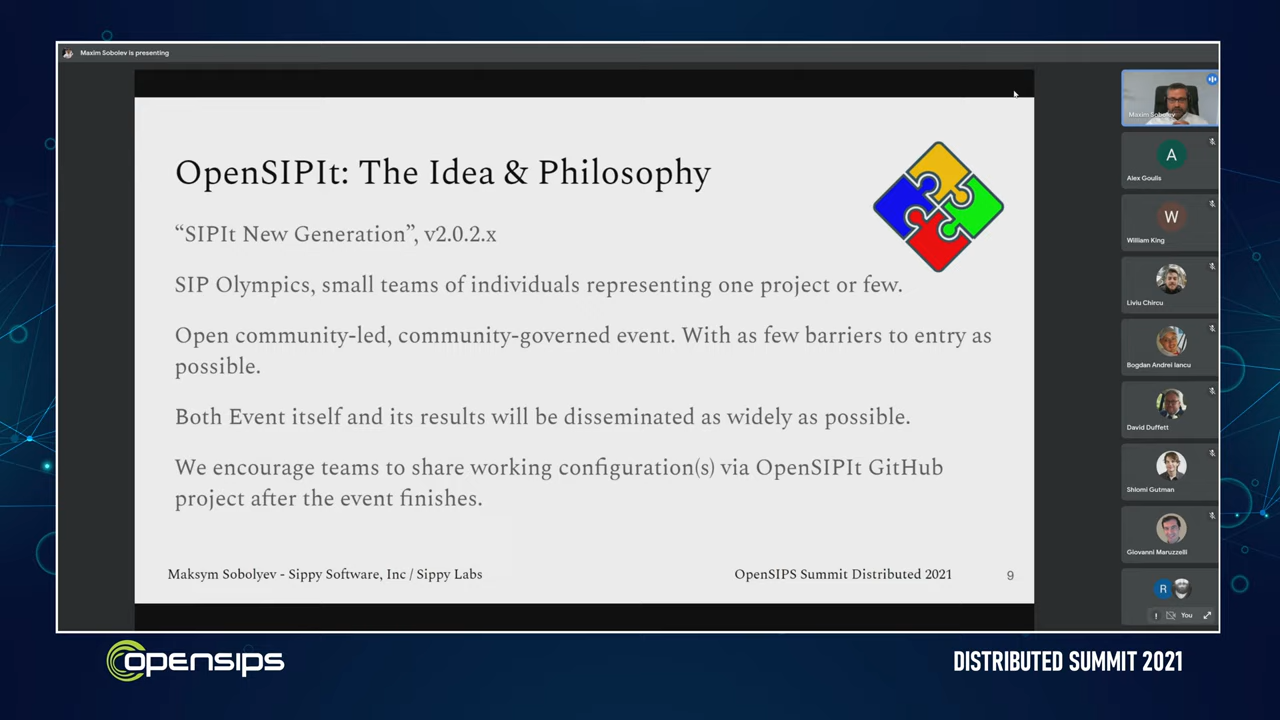 Maxim Sobolev is presenting
OpenSIPIt: The Idea & Philosophy
“SIPIt New Generation”, v2.0.2.x
SIP Olympics, small teams of individuals representing one project or few.
Open community-led, community-governed event. With as few barriers to entry as
possible.
Both Event itself and its results will be disseminated as widely as possible.
We encourage teams to share working configuration(s) via OpenSIPIt GitHub
project after the event finishes.
Maksym Sobolyev - Sippy Software, Inc / Sippy Labs
OpenSIPS Summit Distributed 2021
9
Maxim Sobolev
A
Alex Goulis
W
William King
Liviu Chircu
Bogdan Andrei Iancu
David Duffett
Shlomi Gutman
Giovanni Maruzzelli
R
You
opensips
DISTRIBUTED SUMMIT 2021